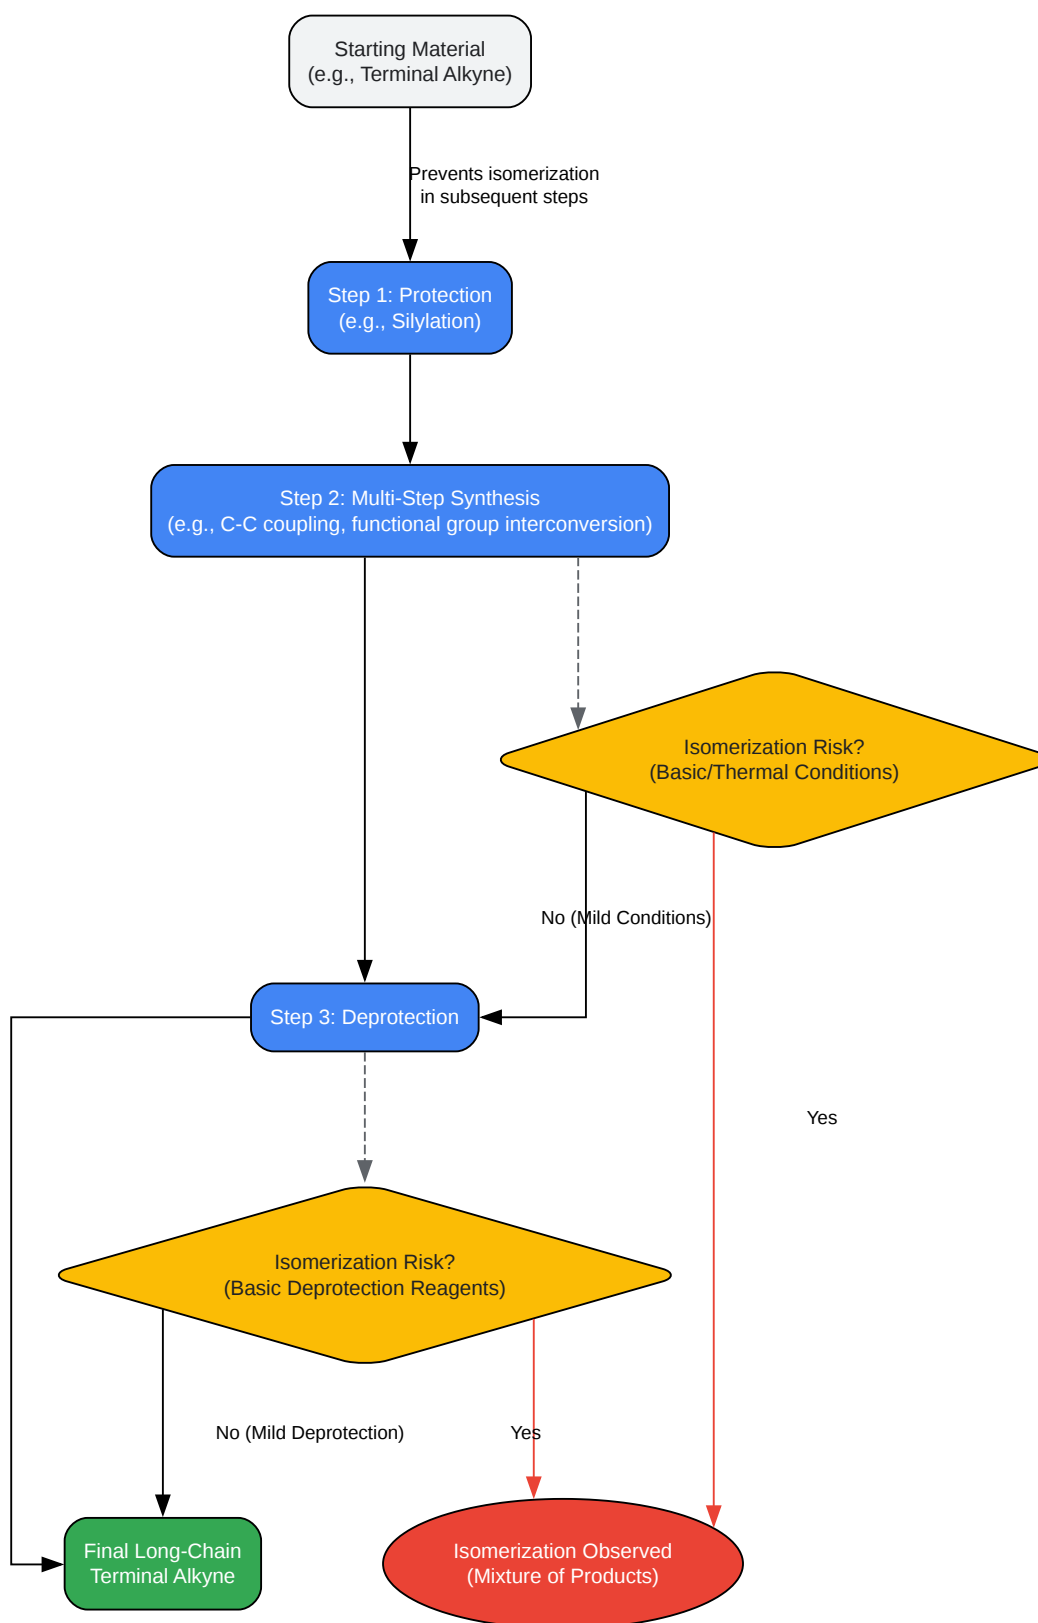 Starting Material
(e.g., Terminal Alkyne)
Prevents isomerization
in subsequent steps
Step 1: Protection
(e.g., Silylation)
Step 2: Multi-Step Synthesis
(e.g., C-C coupling, functional group interconversion)
Isomerization Risk?
(Basic/Thermal Conditions)
No (Mild Conditions)
Step 3: Deprotection
Yes
Isomerization Risk?
(Basic Deprotection Reagents)
No (Mild Deprotection)
Yes
Final Long-Chain
Terminal Alkyne
Isomerization Observed
(Mixture of Products)